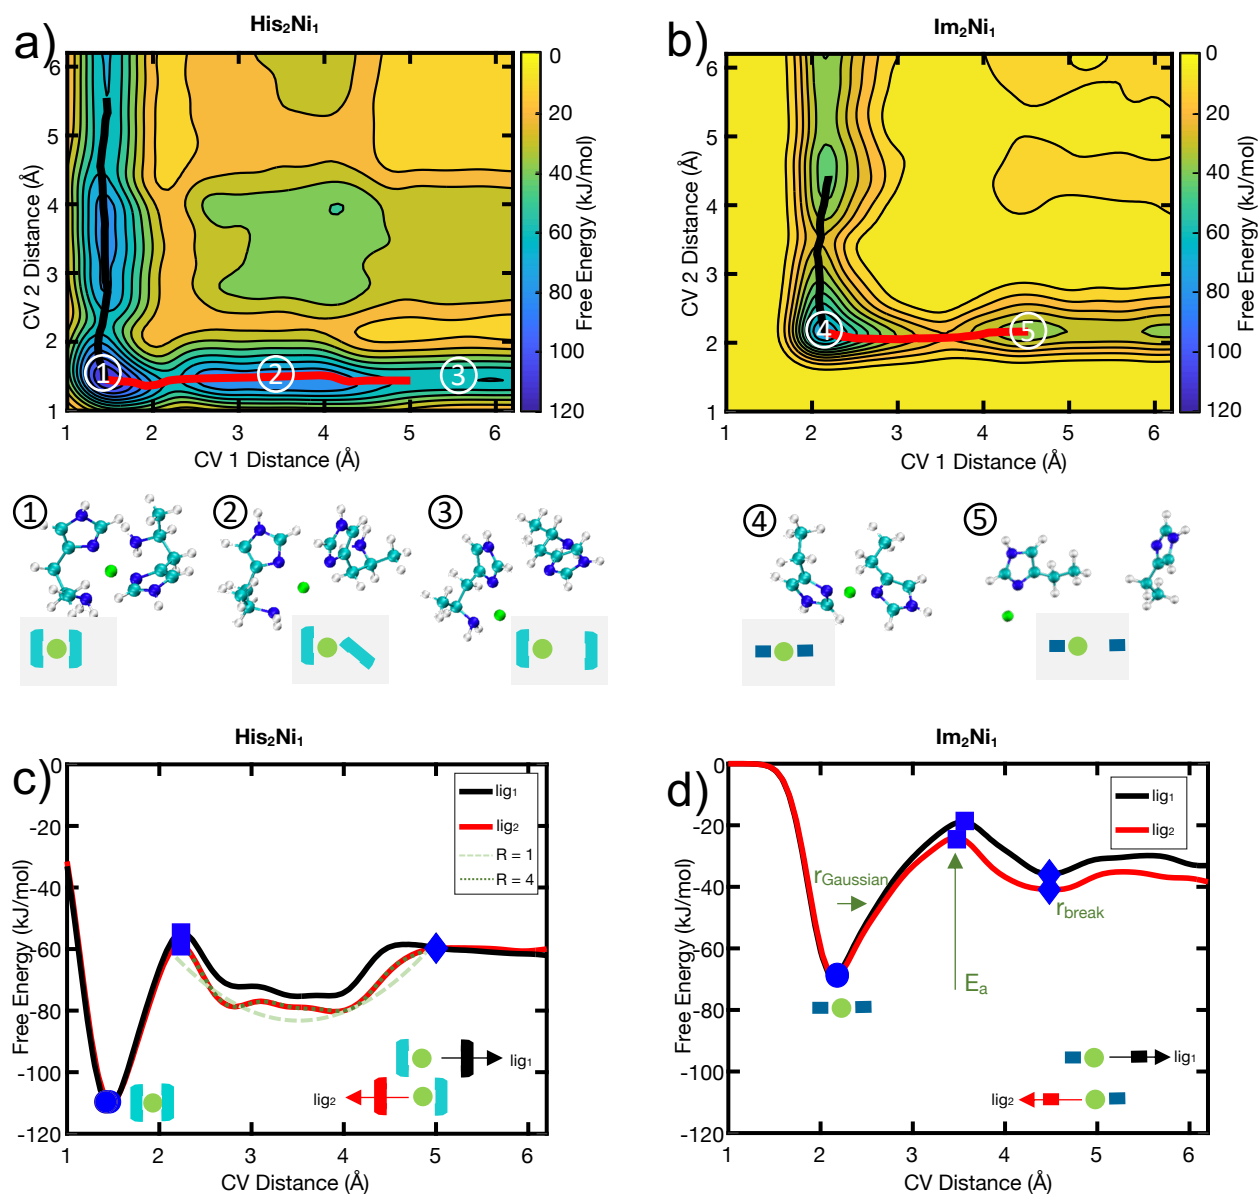 a)
His₂Ni₁
6
5
4
3
2
1
CV 2 Distance (Å)
1 2 3 4 5 6
CV 1 Distance (Å)
0
20
40
60
80
100
120
Free Energy (kJ/mol)
1
2
3
b)
Im₂Ni₁
6
5
4
3
2
1
CV 2 Distance (Å)
1 2 3 4 5 6
CV 1 Distance (Å)
0
20
40
60
80
100
120
Free Energy (kJ/mol)
4
5
1
2
3
4
5
c)
His₂Ni₁
0
-20
-40
-60
-80
-100
-120
Free Energy (kJ/mol)
1 2 3 4 5 6
CV Distance (Å)
lig₁
lig₂
R = 1
R = 4
lig₁
lig₂
d)
Im₂Ni₁
0
-20
-40
-60
-80
-100
-120
Free Energy (kJ/mol)
1 2 3 4 5 6
CV Distance (Å)
lig₁
lig₂
rGaussian
rbreak
Eₐ
lig₁
lig₂